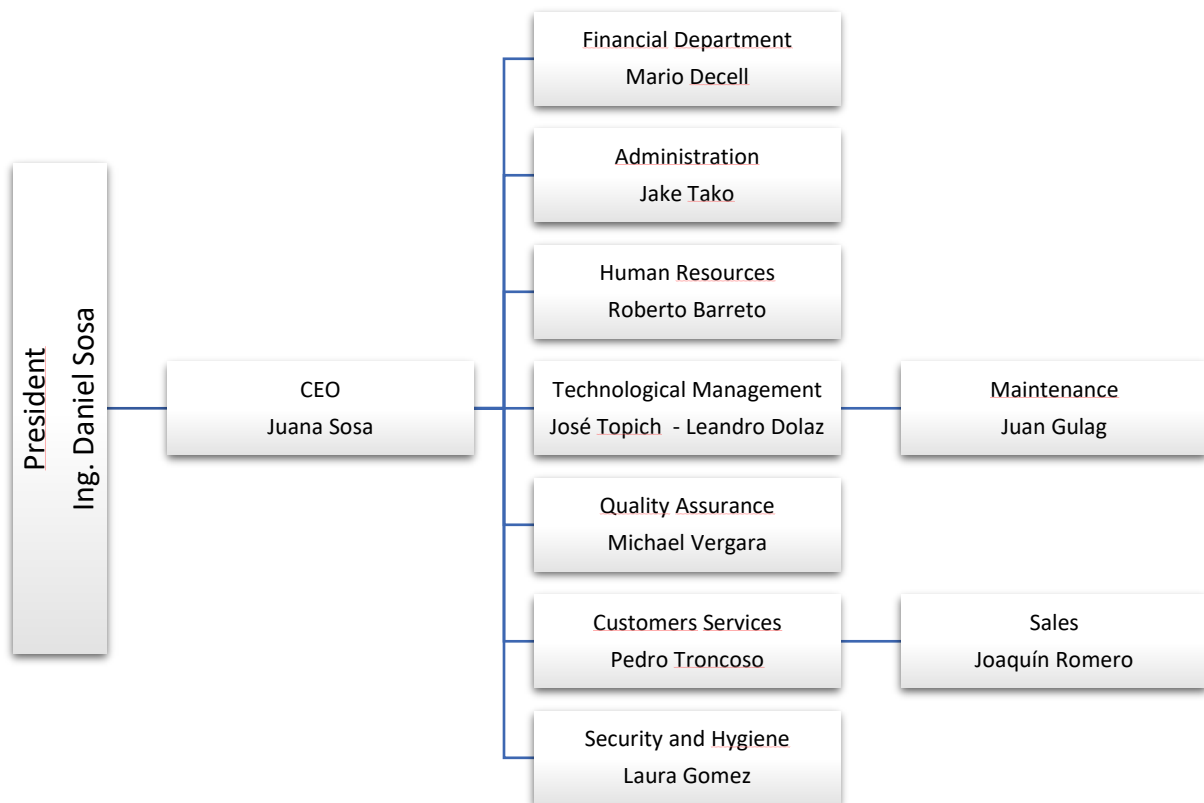 President
Ing. Daniel Sosa
CEO
Juana Sosa
Financial Department
Mario Decell
Administration
Jake Tako
Human Resources
Roberto Barreto
Technological Management
José Topich  - Leandro Dolaz
Maintenance
Juan Gulag
Quality Assurance
Michael Vergara
Customers Services
Pedro Troncoso
Sales
Joaquín Romero
Security and Hygiene
Laura Gomez